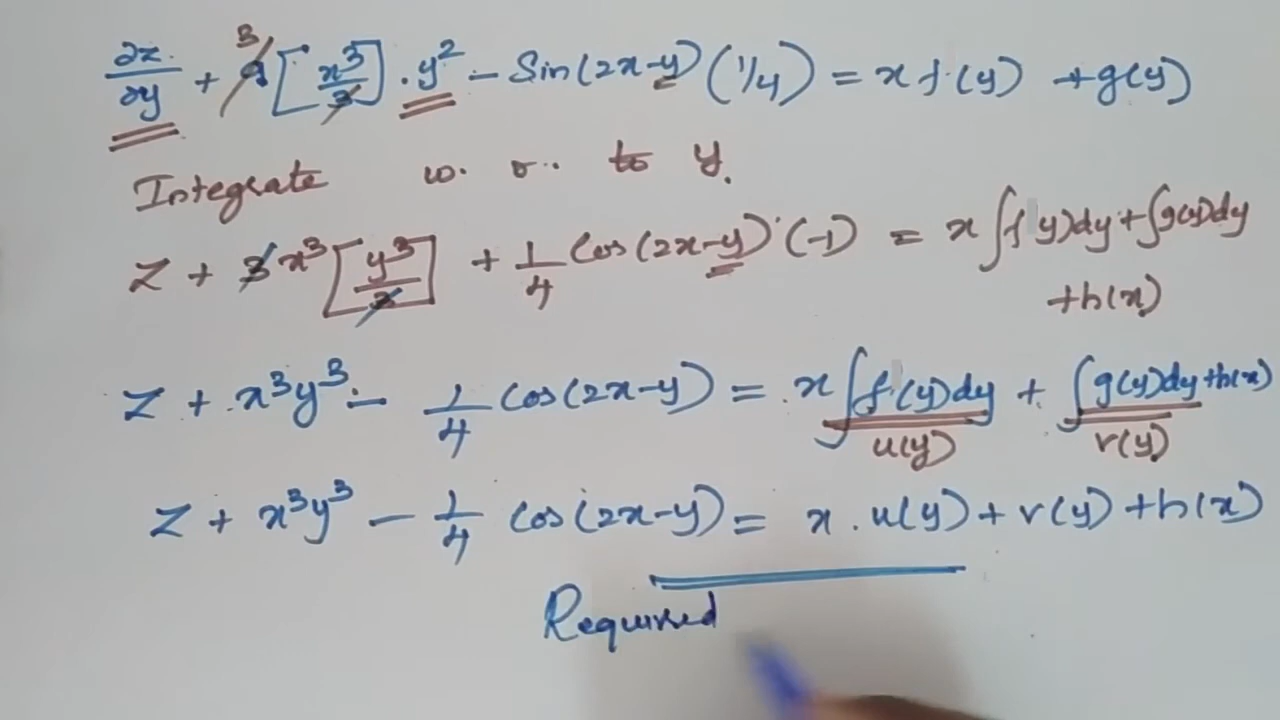 ∂z/∂y + 9 3 [x³/3] . y² - Sin(2x-y) (1/4) = x f(y) + g(y)
Integrate w. r. to y.
Z + 3x³ [y³/3] + 1/4 Cos(2x-y) . (-1) = x ∫f(y)dy + ∫g(y)dy
+h(x)
Z + x³y³ - 1/4 Cos(2x-y) = x ∫f(y)dy + ∫g(y)dy + h(x)
u(y) v(y)
Z + x³y³ - 1/4 Cos(2x-y) = x . u(y) + v(y) + h(x)
Required